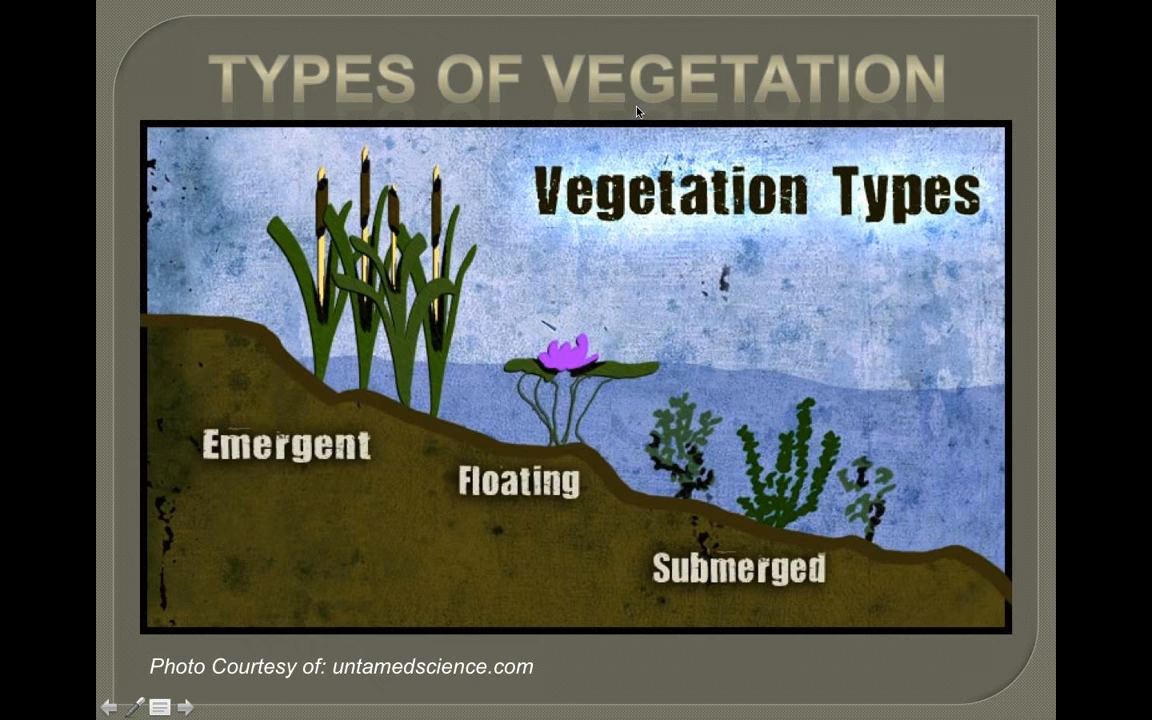 TYPES OF VEGETATION
Vegetation Types
Emergent
Floating
Submerged
Photo Courtesy of: untamedscience.com